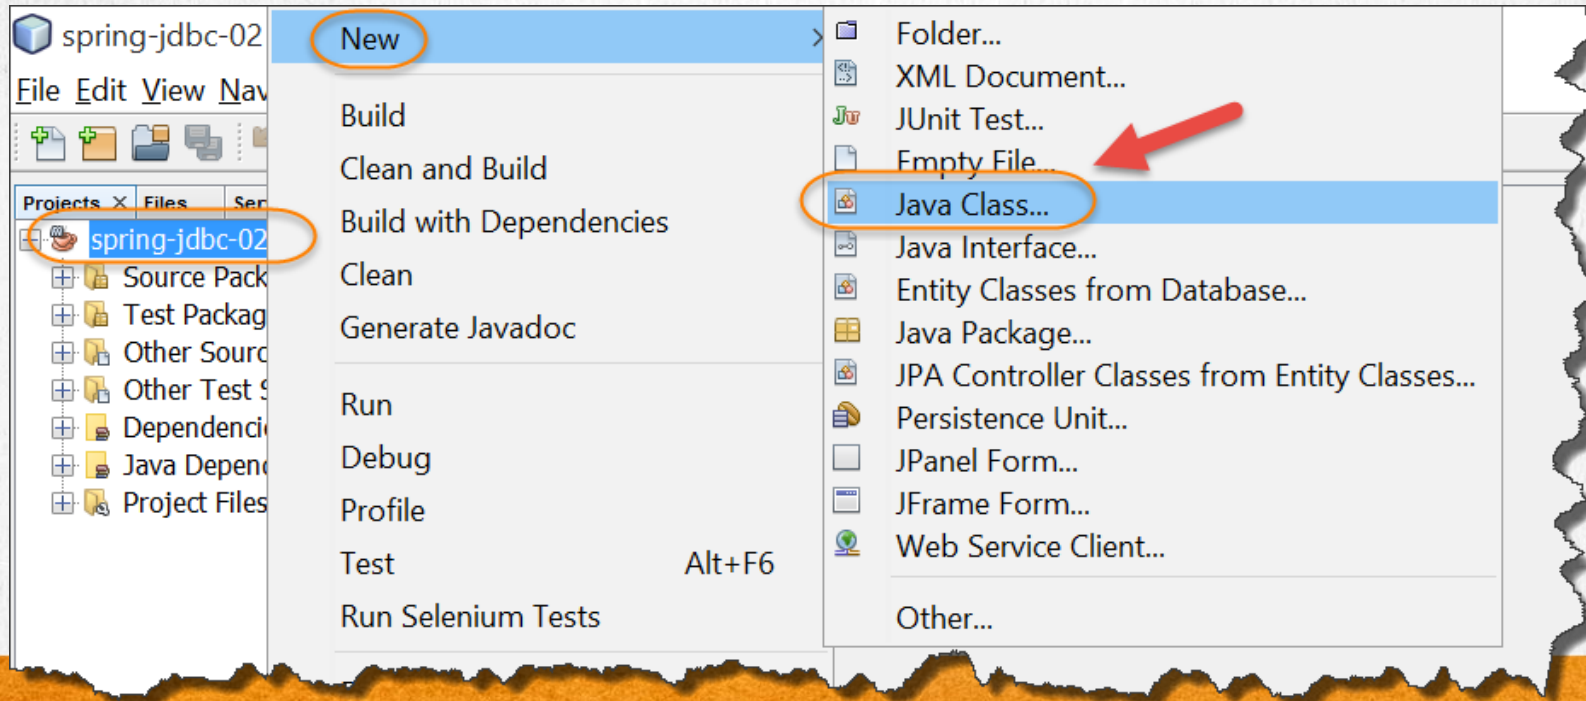 spring-jdbc-02
File Edit View Nav
Projects
Files
Ser
spring-jdbc-02
Source Pack
Test Packag
Other Sourc
Other Test S
Dependenci
Java Depen
Project Files
New
Build
Clean and Build
Build with Dependencies
Clean
Generate Javadoc
Run
Debug
Profile
Test Alt+F6
Run Selenium Tests
Folder...
XML Document...
JUnit Test...
Empty File...
Java Class...
Java Interface...
Entity Classes from Database...
Java Package...
JPA Controller Classes from Entity Classes...
Persistence Unit...
JPanel Form...
JFrame Form...
Web Service Client...
Other...